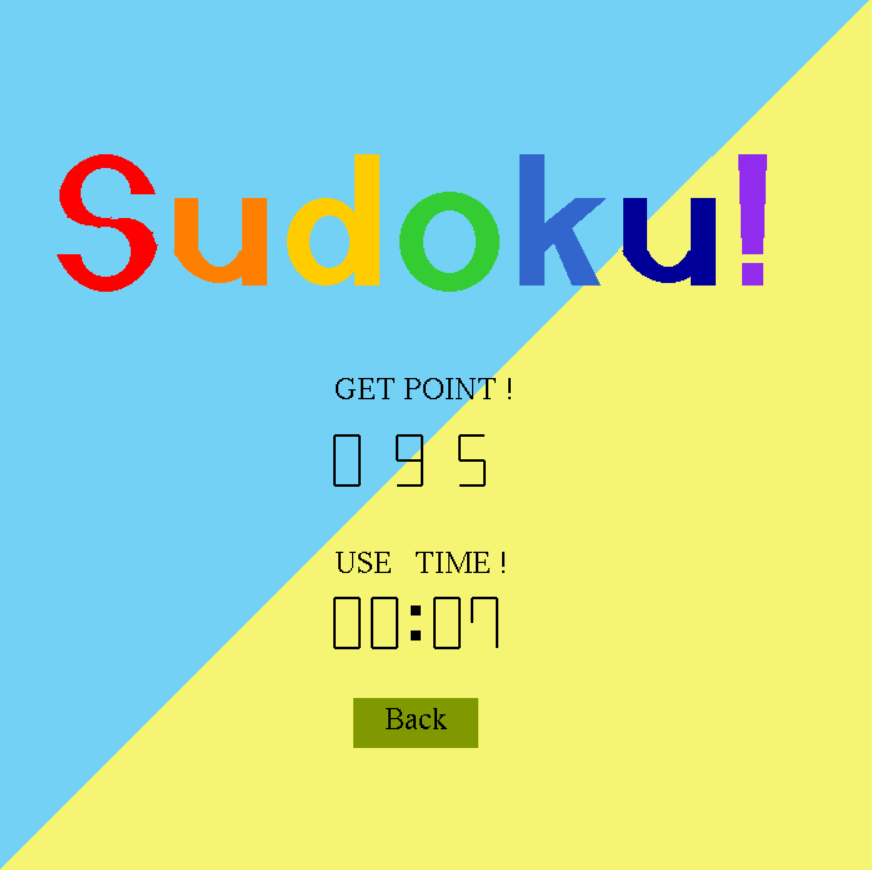 Sudoku!
GET POINT !
0 9 5
USE TIME !
00:07
Back